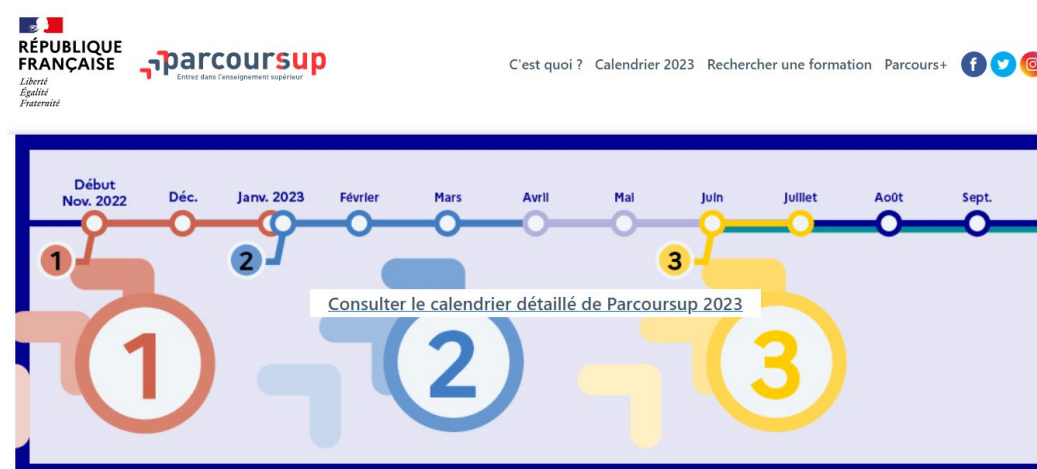 RÉPUBLIQUE
FRANÇAISE
Liberté
Égalité
Fraternité
parcoursup
Entrez dans l'enseignement supérieur
C'est quoi ? Calendrier 2023 Rechercher une formation Parcours+
Début
Nov. 2022 Déc. Janv. 2023 Février Mars Avril Mai Juin Juillet Août Sept.
1 2 3
Consulter le calendrier détaillé de Parcoursup 2023
1 2 3